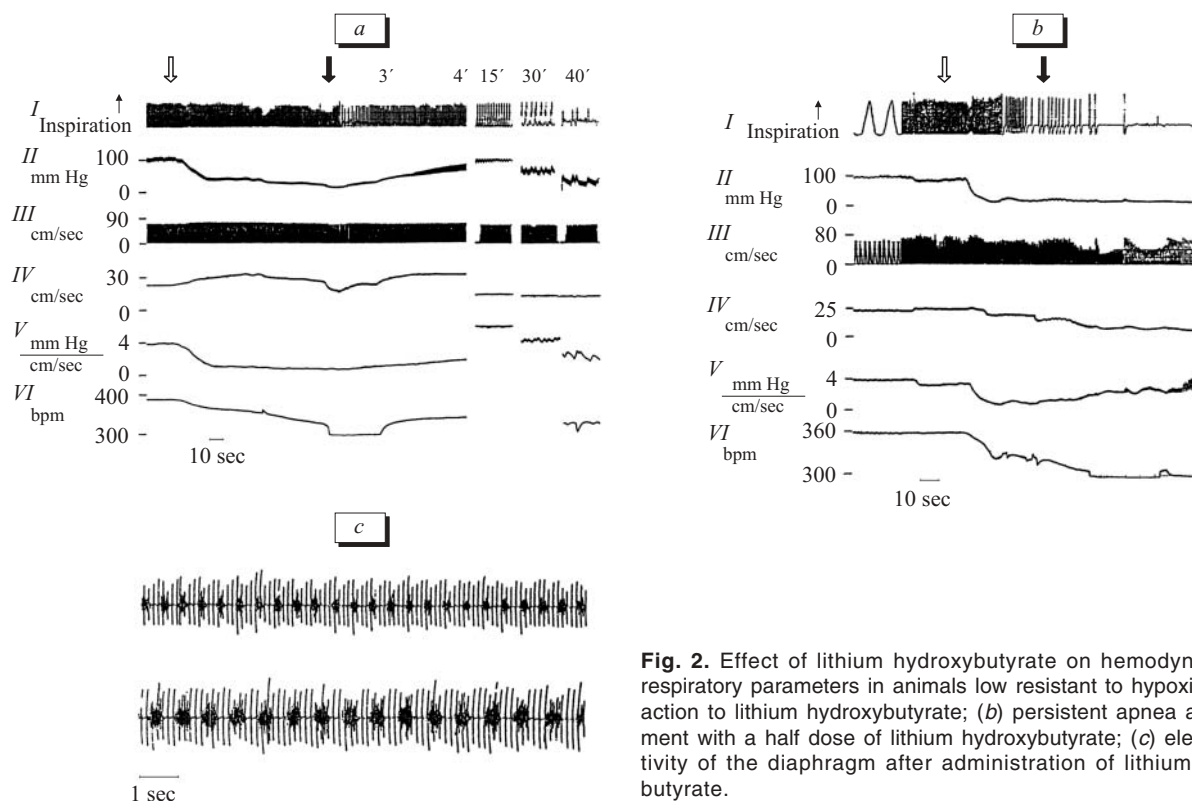 a
3′ 4′ 15′ 30′ 40′
I
Inspiration
II
mm Hg
100
0
III
cm/sec
90
0
IV
cm/sec
30
0
V
mm Hg
cm/sec
4
0
VI
bpm
400
300
10 sec
b
I
Inspiration
II
mm Hg
100
0
III
cm/sec
80
0
IV
cm/sec
25
0
V
mm Hg
cm/sec
4
0
VI
bpm
360
300
10 sec
c
1 sec
Fig. 2. Effect of lithium hydroxybutyrate on hemodyn
respiratory parameters in animals low resistant to hypoxi
action to lithium hydroxybutyrate; (b) persistent apnea a
ment with a half dose of lithium hydroxybutyrate; (c) ele
tivity of the diaphragm after administration of lithium
butyrate.